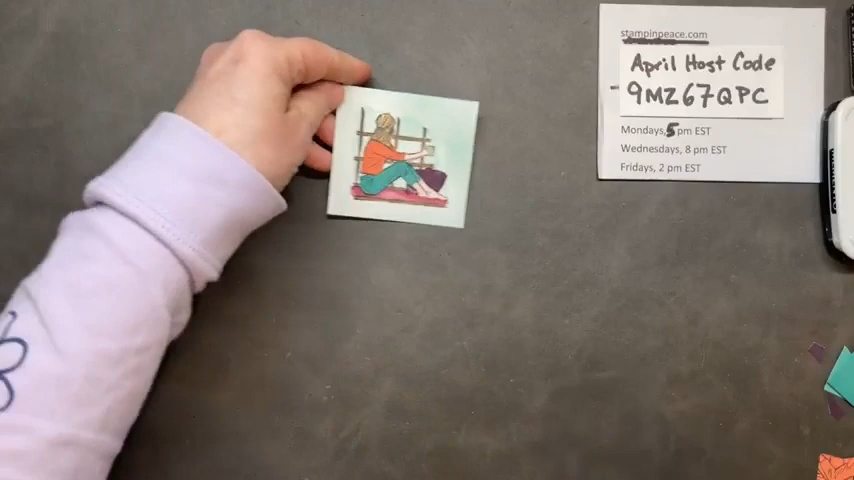 stampinpeace.com
April Host Code
9MZ67QPC
Mondays, 5 pm EST
Wednesdays, 8 pm EST
Fridays, 2 pm EST